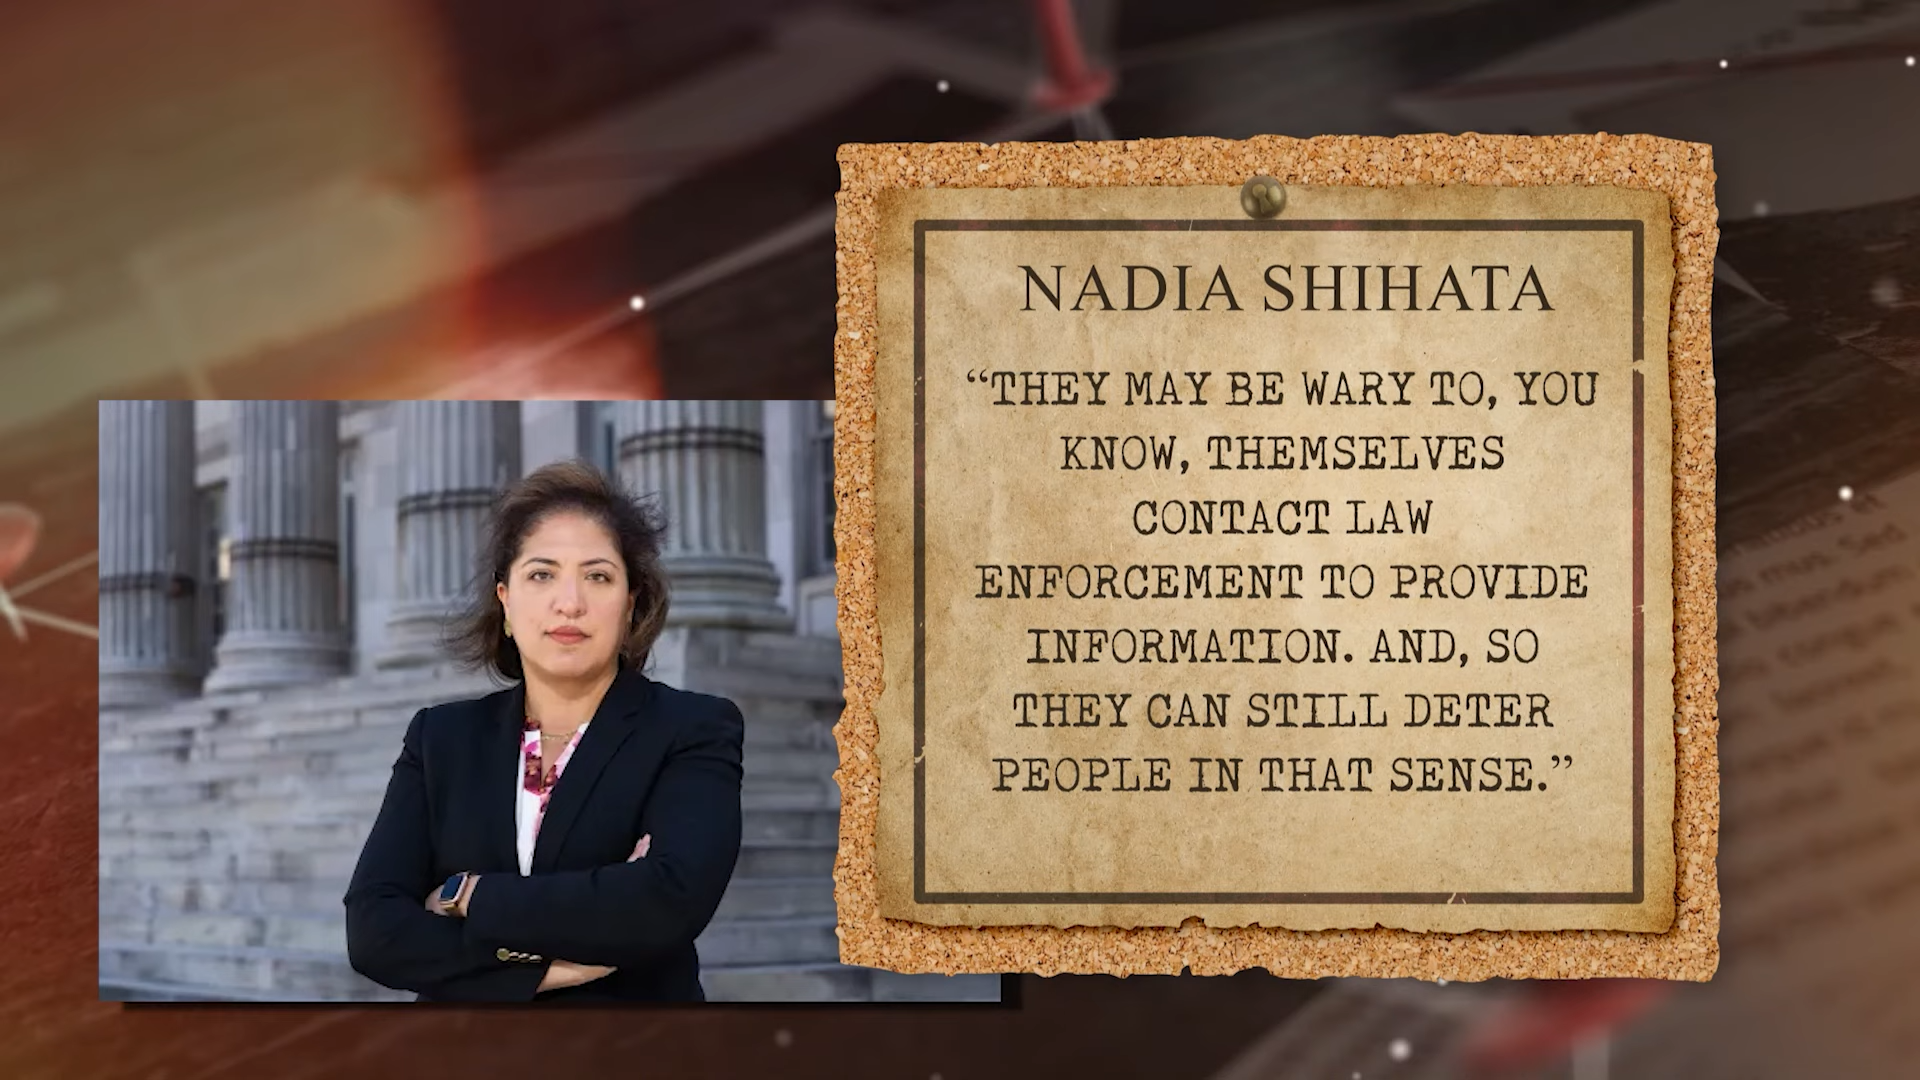 NADIA SHIHATA
“THEY MAY BE WARY TO, YOU
KNOW, THEMSELVES
CONTACT LAW
ENFORCEMENT TO PROVIDE
INFORMATION. AND, SO
THEY CAN STILL DETER
PEOPLE IN THAT SENSE.”